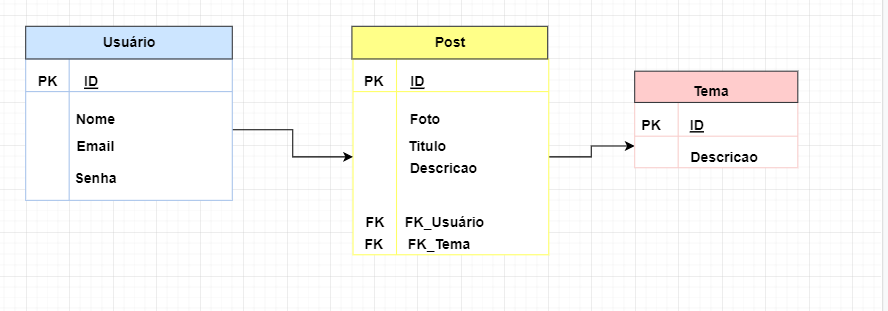 Usuário
PK ID
Nome
Email
Senha
Post
PK ID
Foto
Titulo
Descricao
FK FK_Usuário
FK FK_Tema
Tema
PK ID
Descricao